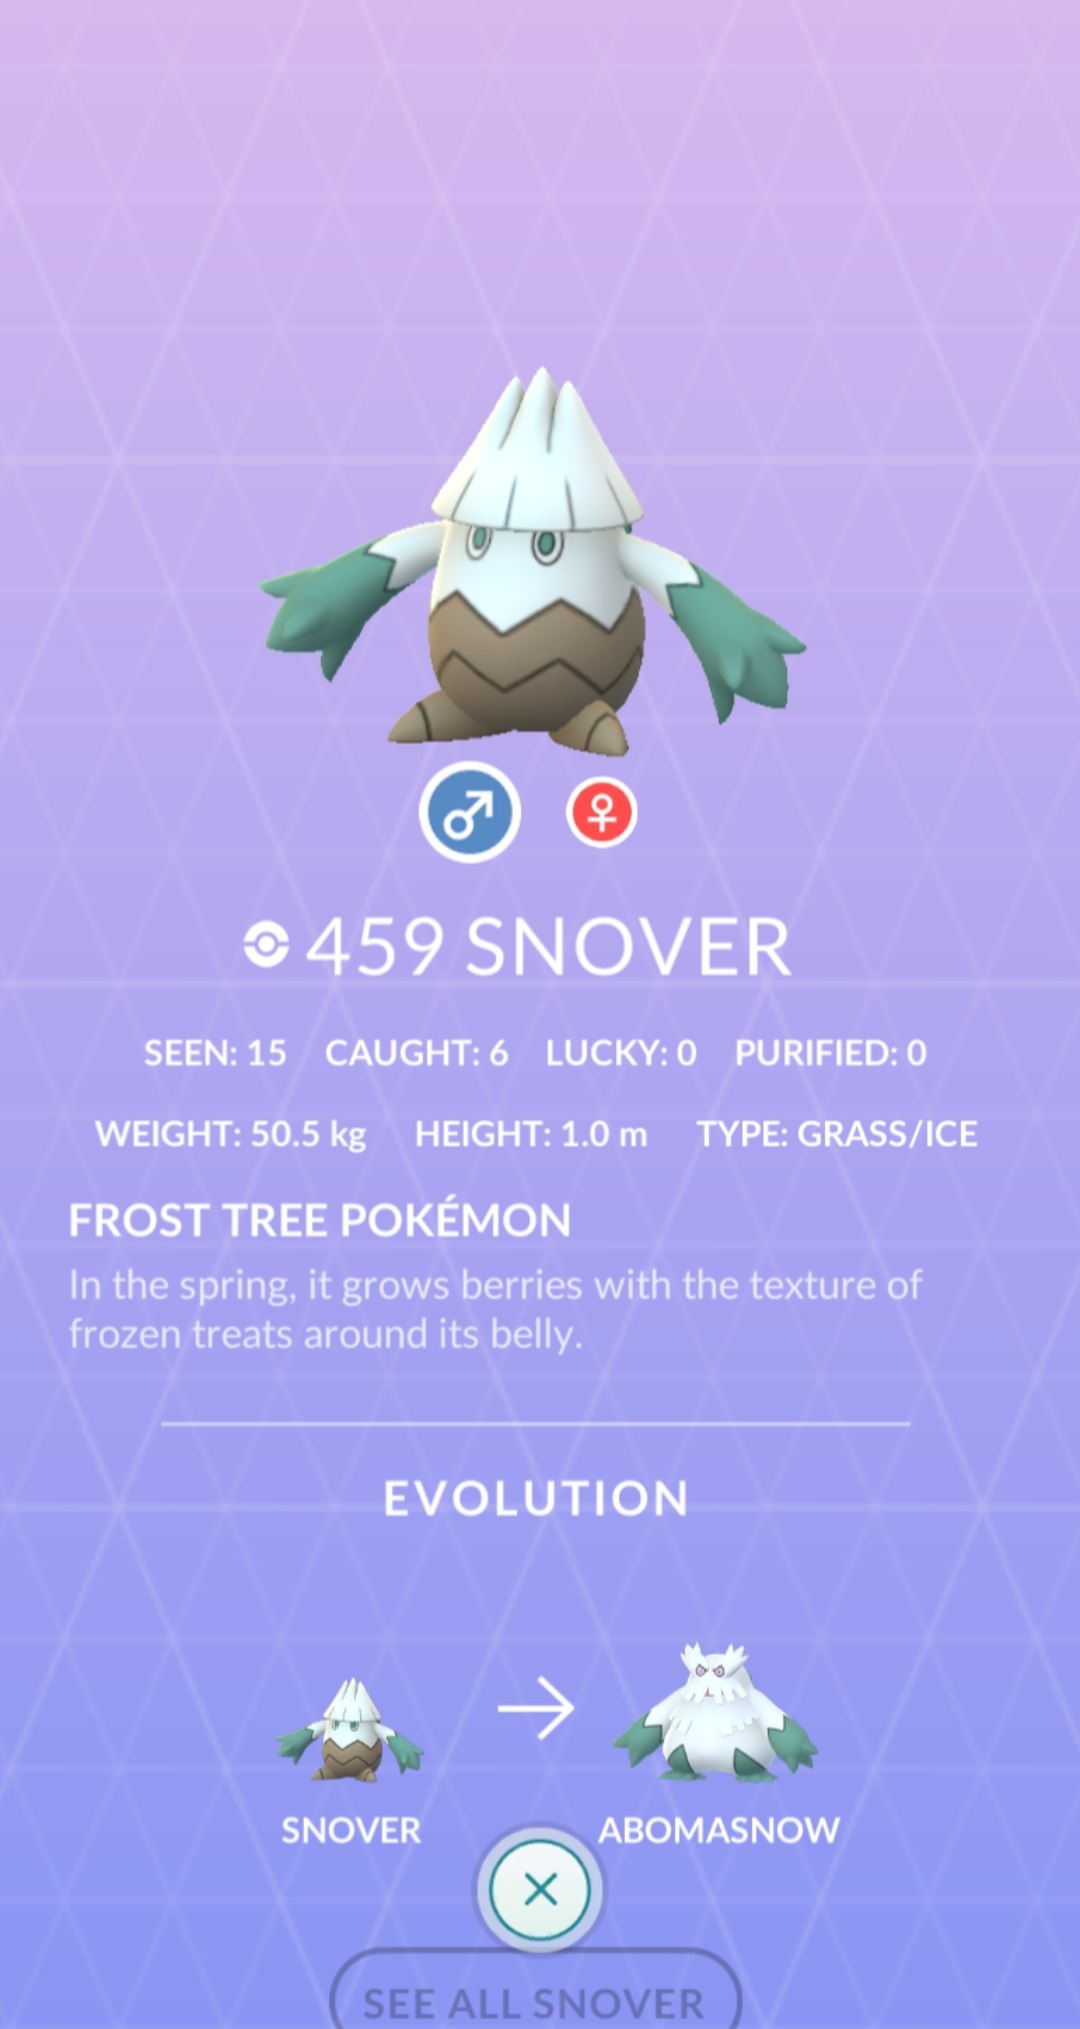 459 SNOVER
SEEN: 15 CAUGHT: 6 LUCKY: 0 PURIFIED: 0
WEIGHT: 50.5 kg HEIGHT: 1.0 m TYPE: GRASS/ICE
FROST TREE POKÉMON
In the spring, it grows berries with the texture of
frozen treats around its belly.
EVOLUTION
SNOVER ABOMASNOW
SEE ALL SNOVER